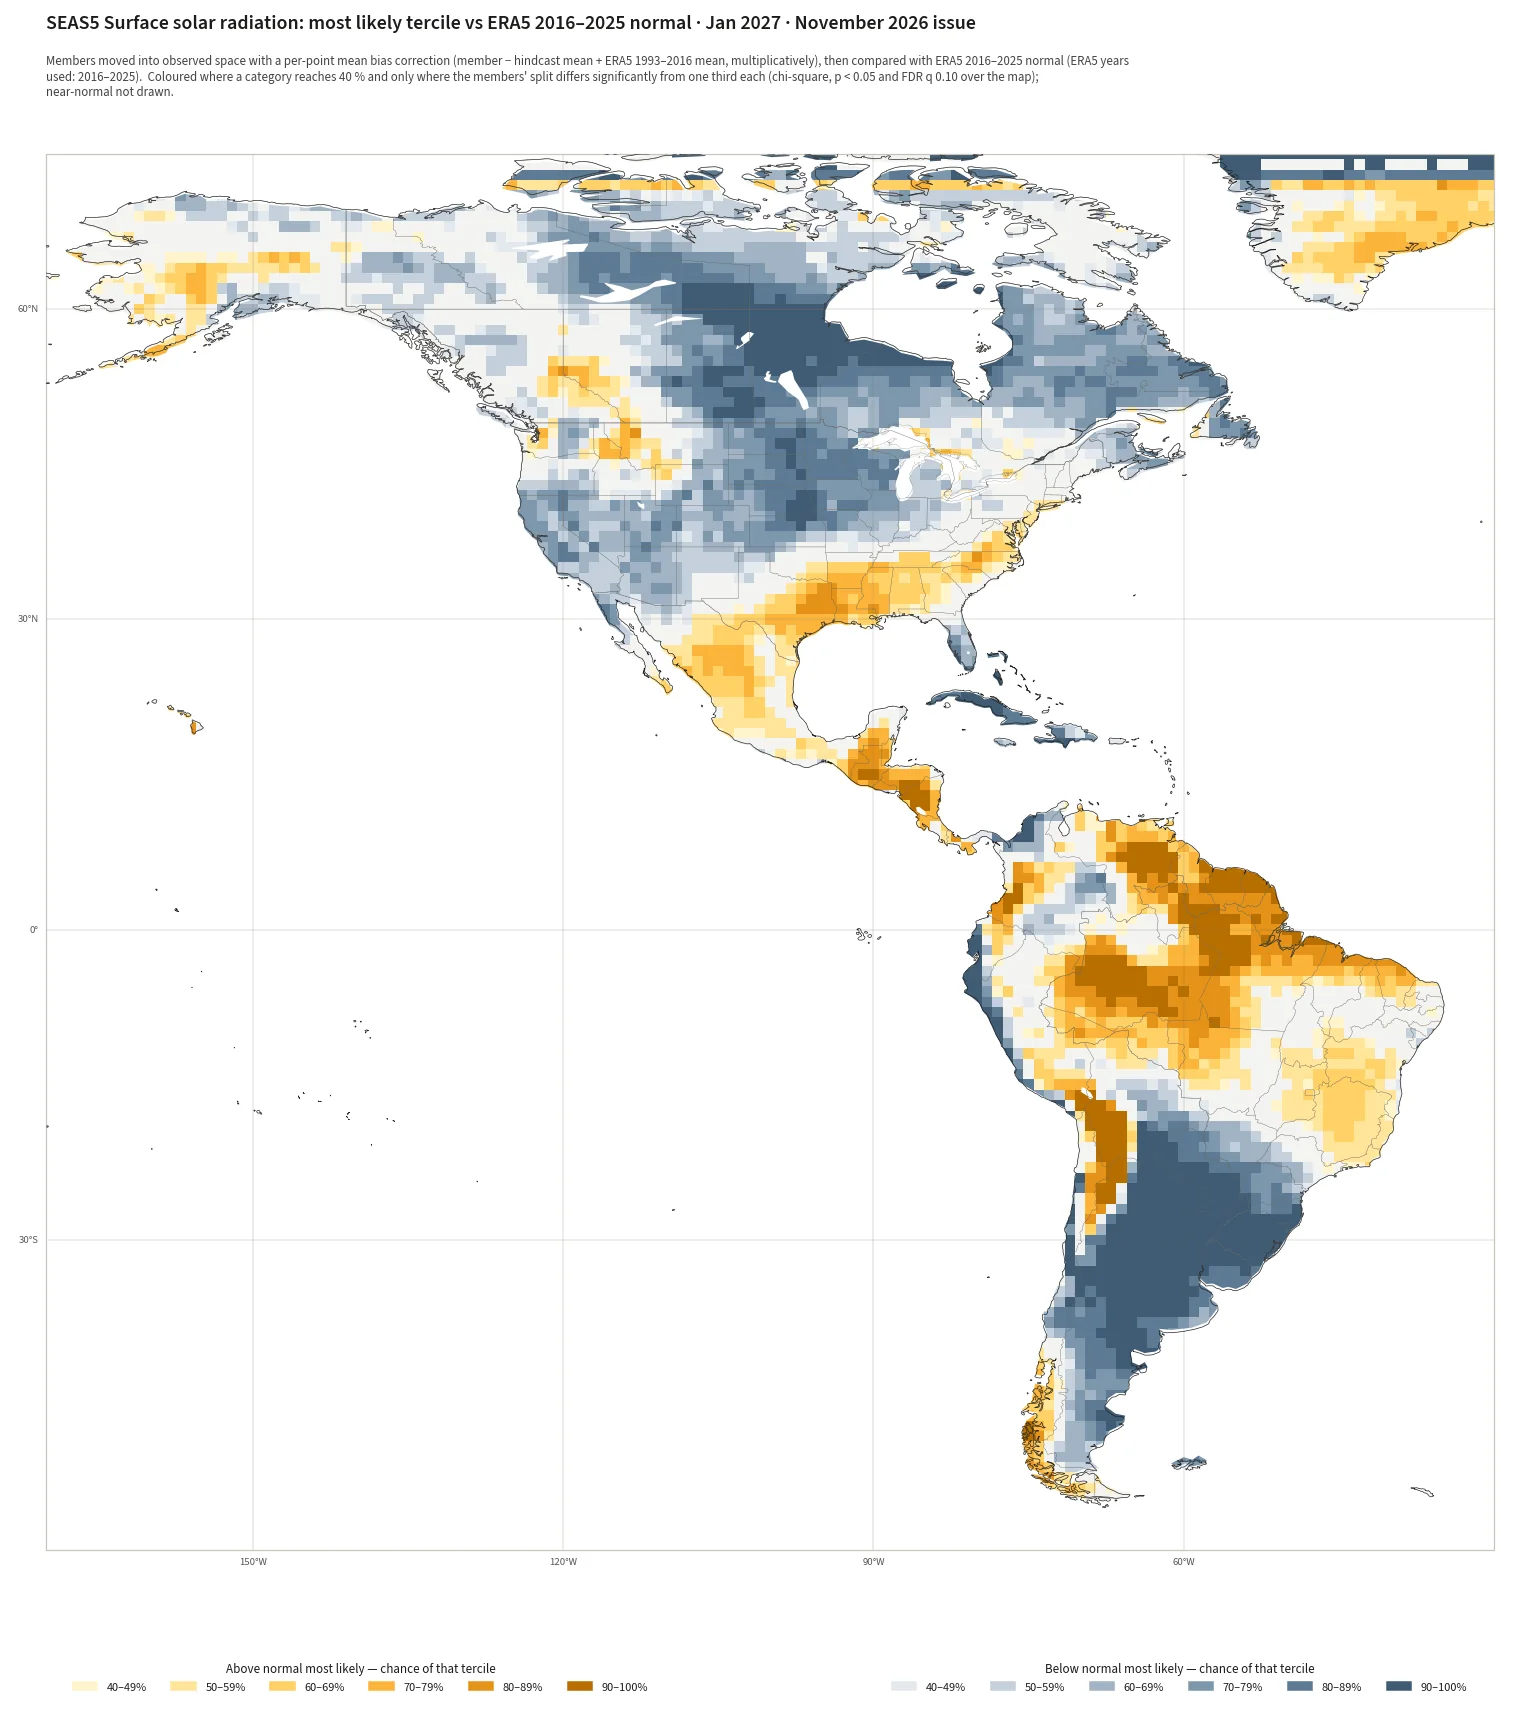 SEAS5 Surface solar radiation: most likely tercile vs ERA5 2016–2025 normal · Jan 2027 · November 2026 issue
Members moved into observed space with a per-point mean bias correction (member − hindcast mean + ERA5 1993–2016 mean, multiplicatively), then compared with ERA5 2016–2025 normal (ERA5 years
used: 2016–2025). Coloured where a category reaches 40 % and only where the members' split differs significantly from one third each (chi-square, p < 0.05 and FDR q 0.10 over the map);
near-normal not drawn.
60°N
30°N
0°
30°S
150°W 120°W 90°W 60°W
Above normal most likely — chance of that tercile
40–49% 50–59% 60–69% 70–79% 80–89% 90–100%
Below normal most likely — chance of that tercile
40–49% 50–59% 60–69% 70–79% 80–89% 90–100%